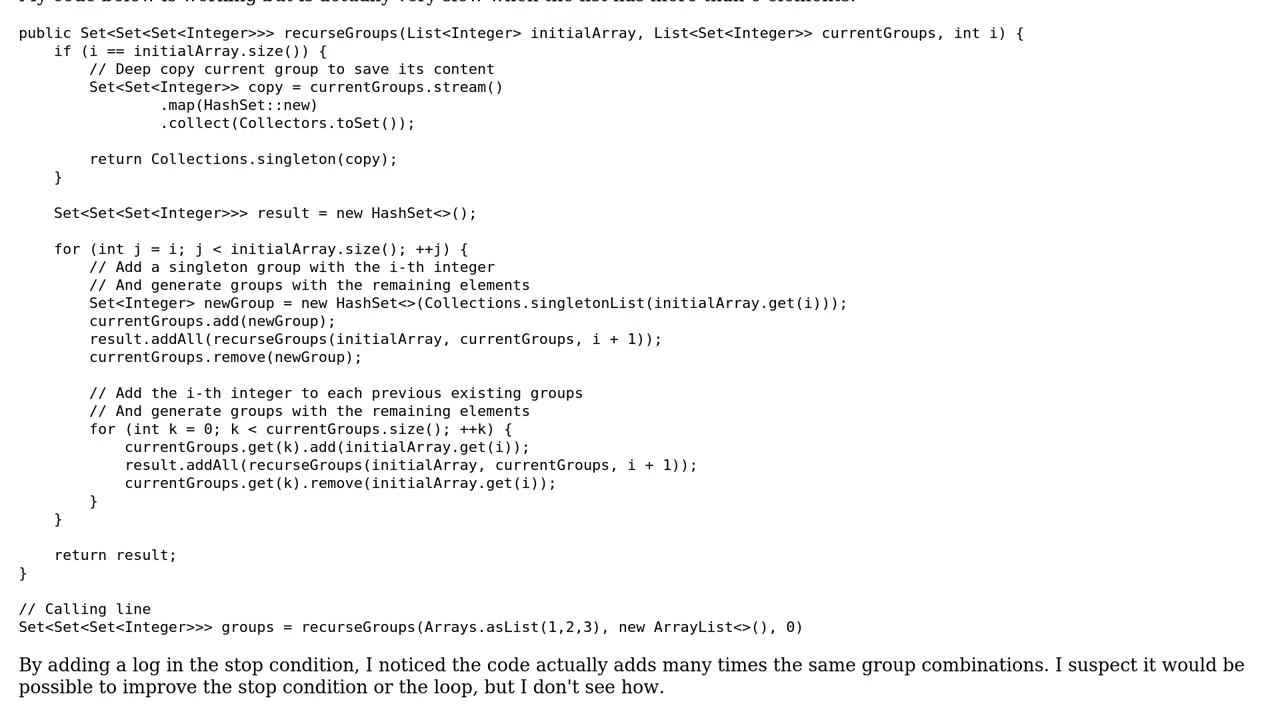 public Set<Set<Set<Integer>>> recurseGroups(List<Integer> initialArray, List<Set<Integer>> currentGroups, int i) {
    if (i == initialArray.size()) {
        // Deep copy current group to save its content
        Set<Set<Integer>> copy = currentGroups.stream()
                .map(HashSet::new)
                .collect(Collectors.toSet());

        return Collections.singleton(copy);
    }

    Set<Set<Set<Integer>>> result = new HashSet<>();

    for (int j = i; j < initialArray.size(); ++j) {
        // Add a singleton group with the i-th integer
        // And generate groups with the remaining elements
        Set<Integer> newGroup = new HashSet<>(Collections.singletonList(initialArray.get(i)));
        currentGroups.add(newGroup);
        result.addAll(recurseGroups(initialArray, currentGroups, i + 1));
        currentGroups.remove(newGroup);

        // Add the i-th integer to each previous existing groups
        // And generate groups with the remaining elements
        for (int k = 0; k < currentGroups.size(); ++k) {
            currentGroups.get(k).add(initialArray.get(i));
            result.addAll(recurseGroups(initialArray, currentGroups, i + 1));
            currentGroups.get(k).remove(initialArray.get(i));
        }
    }

    return result;
}

// Calling line
Set<Set<Set<Integer>>> groups = recurseGroups(Arrays.asList(1,2,3), new ArrayList<>(), 0)
By adding a log in the stop condition, I noticed the code actually adds many times the same group combinations. I suspect it would be
possible to improve the stop condition or the loop, but I don't see how.